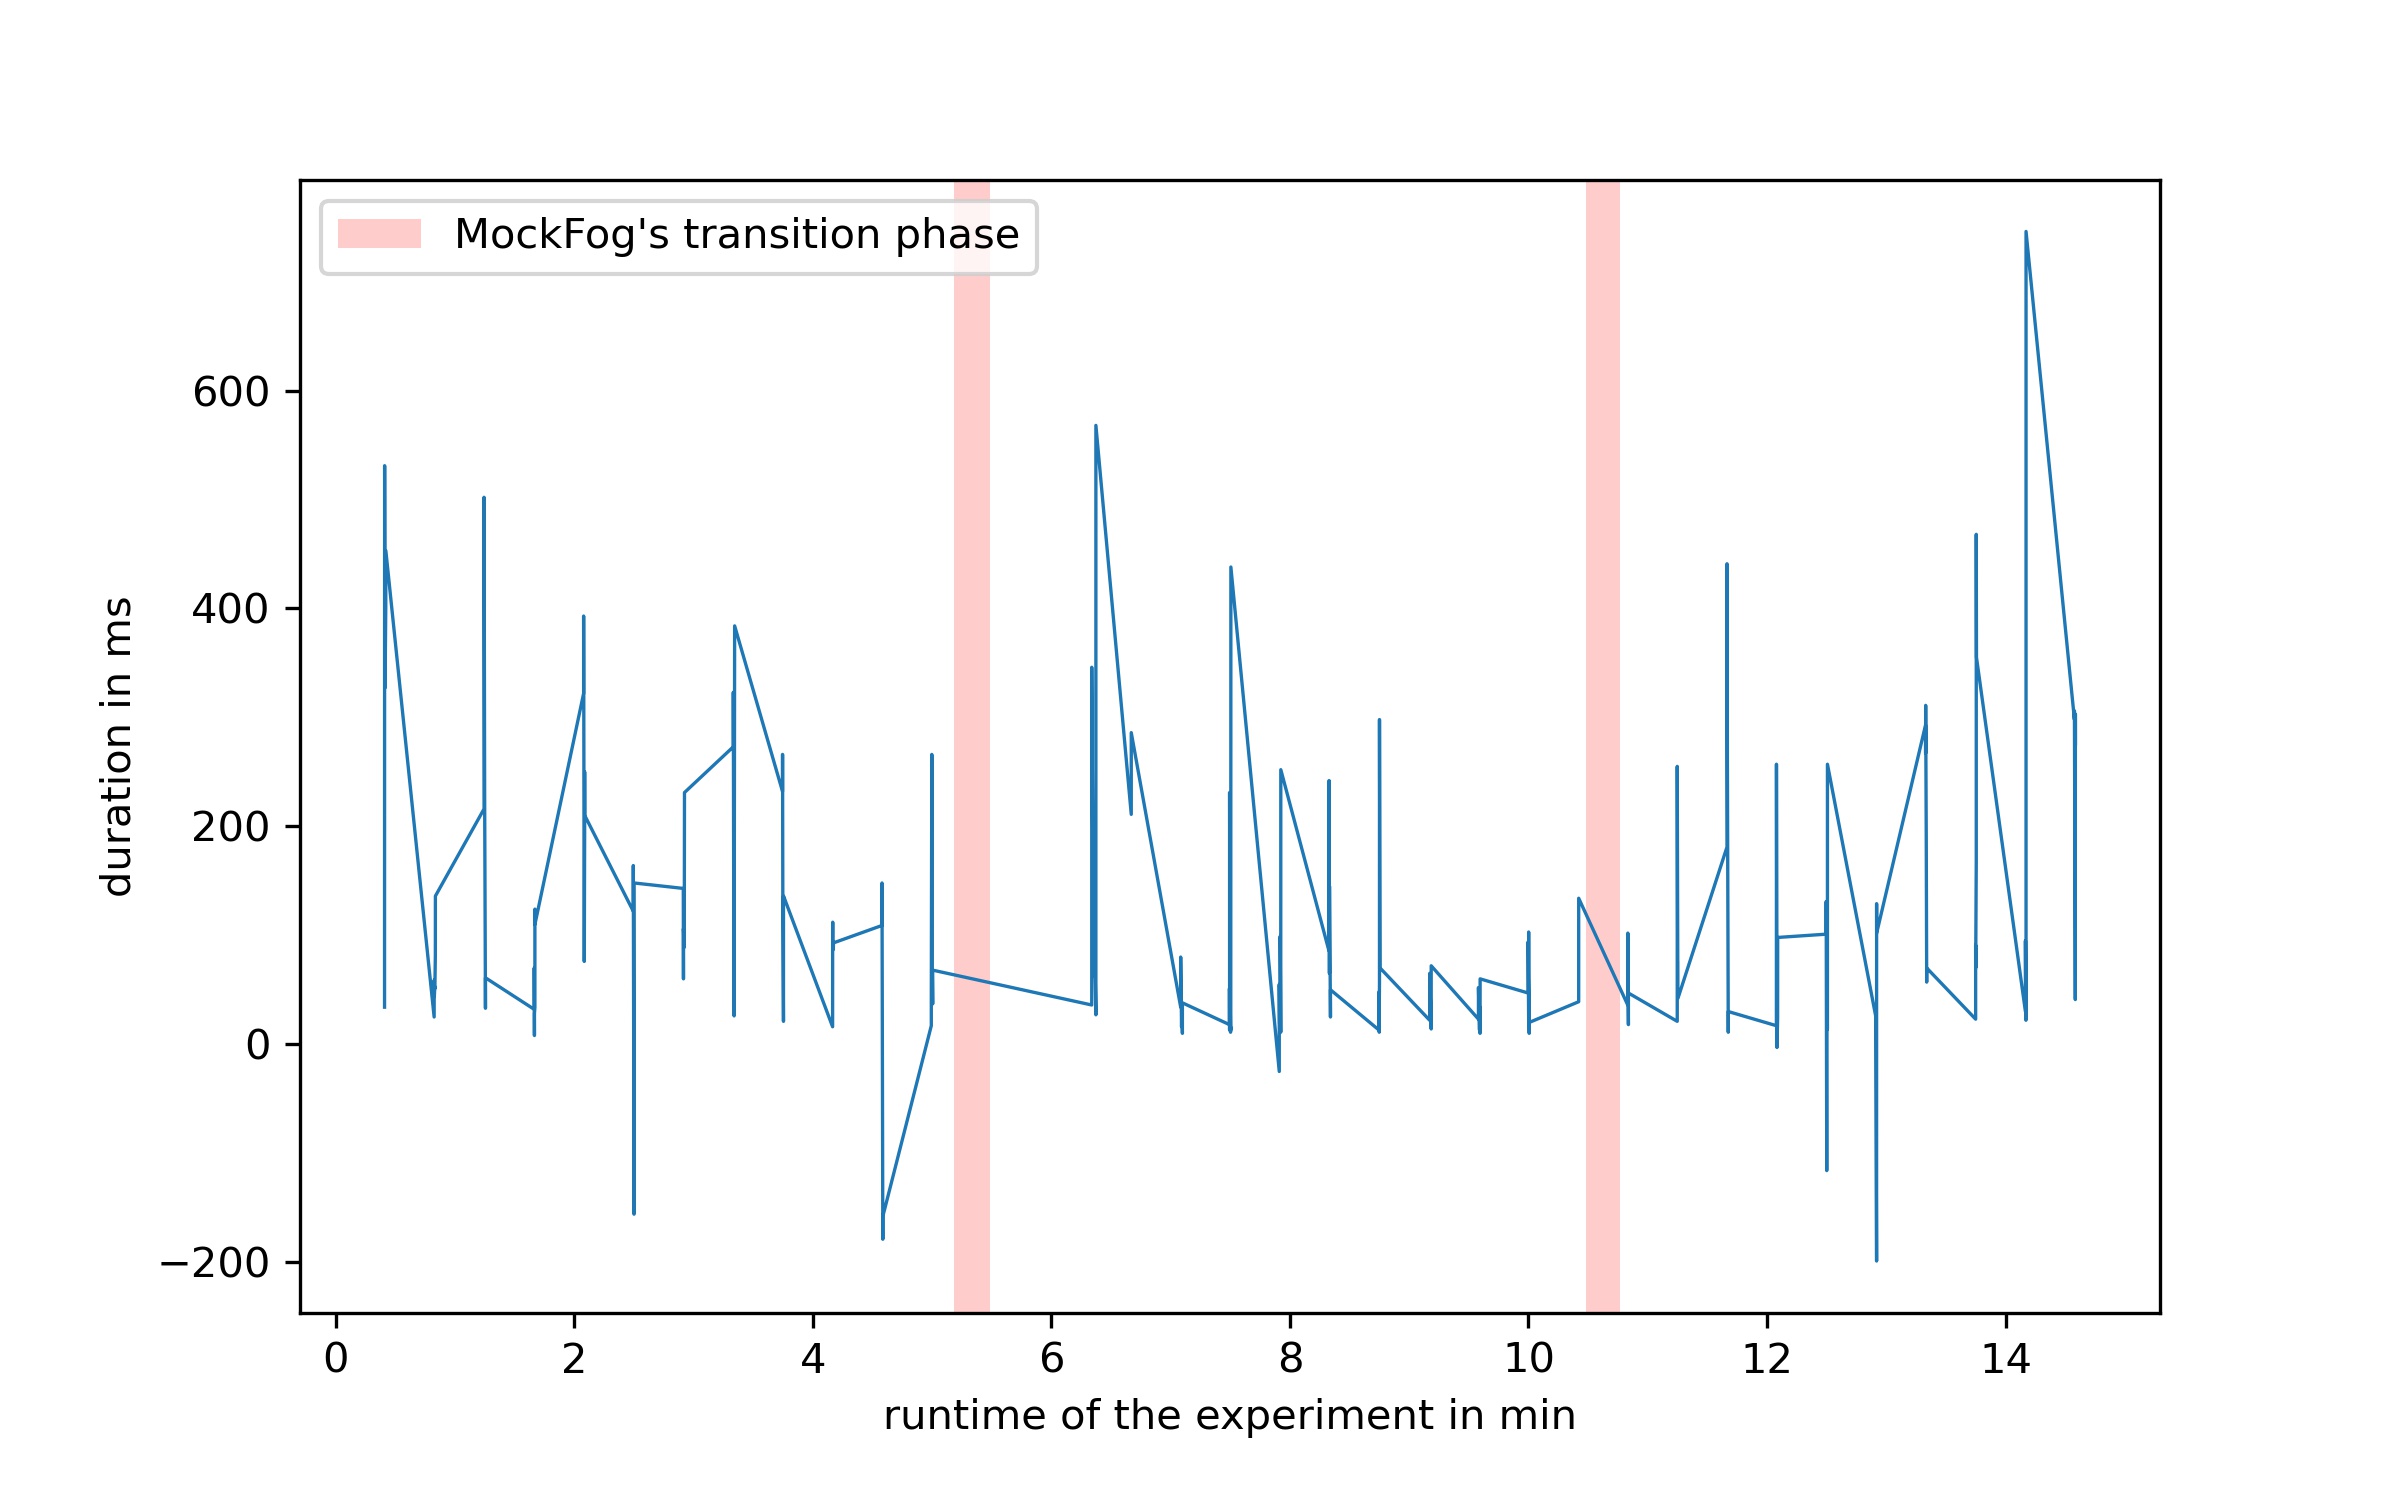 MockFog's transition phase
600
400
200
0
−200
duration in ms
0 2 4 6 8 10 12 14
runtime of the experiment in min